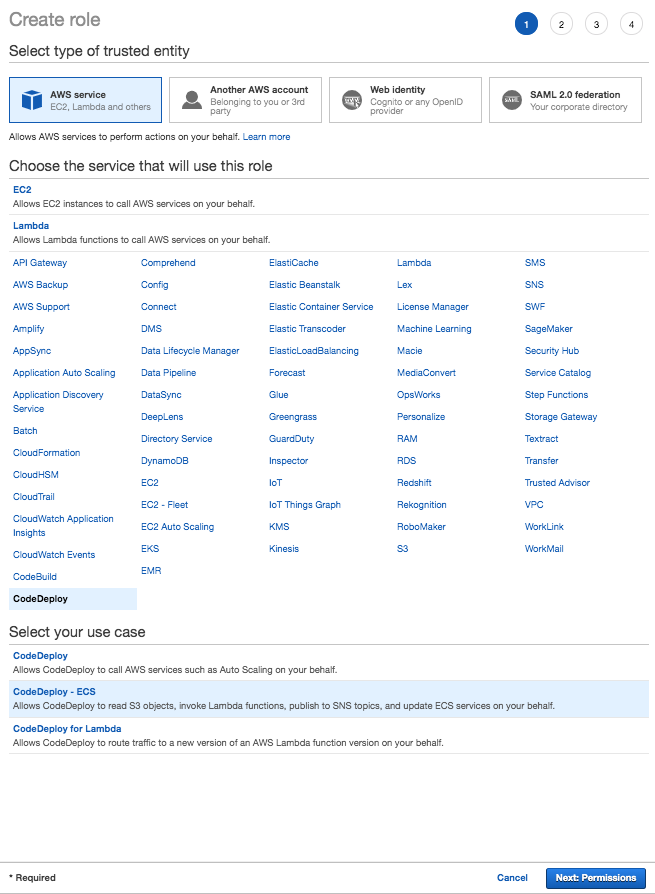 Create role
1 2 3 4
Select type of trusted entity
AWS service
EC2, Lambda and others
Another AWS account
Belonging to you or 3rd
party
Web identity
Cognito or any OpenID
provider
SAML 2.0 federation
Your corporate directory
Allows AWS services to perform actions on your behalf. Learn more
Choose the service that will use this role
EC2
Allows EC2 instances to call AWS services on your behalf.
Lambda
Allows Lambda functions to call AWS services on your behalf.
API Gateway
AWS Backup
AWS Support
Amplify
AppSync
Application Auto Scaling
Application Discovery
Service
Batch
CloudFormation
CloudHSM
CloudTrail
CloudWatch Application
Insights
CloudWatch Events
CodeBuild
CodeDeploy
Comprehend
Config
Connect
DMS
Data Lifecycle Manager
Data Pipeline
DataSync
DeepLens
Directory Service
DynamoDB
EC2
EC2 - Fleet
EC2 Auto Scaling
EKS
EMR
ElastiCache
Elastic Beanstalk
Elastic Container Service
Elastic Transcoder
ElasticLoadBalancing
Forecast
Glue
Greengrass
GuardDuty
Inspector
IoT
IoT Things Graph
KMS
Kinesis
Lambda
Lex
License Manager
Machine Learning
Macie
MediaConvert
OpsWorks
Personalize
RAM
RDS
Redshift
Rekognition
RoboMaker
S3
SMS
SNS
SWF
SageMaker
Security Hub
Service Catalog
Step Functions
Storage Gateway
Textract
Transfer
Trusted Advisor
VPC
WorkLink
WorkMail
Select your use case
CodeDeploy
Allows CodeDeploy to call AWS services such as Auto Scaling on your behalf.
CodeDeploy - ECS
Allows CodeDeploy to read S3 objects, invoke Lambda functions, publish to SNS topics, and update ECS services on your behalf.
CodeDeploy for Lambda
Allows CodeDeploy to route traffic to a new version of an AWS Lambda function version on your behalf.
* Required
Cancel
Next: Permissions